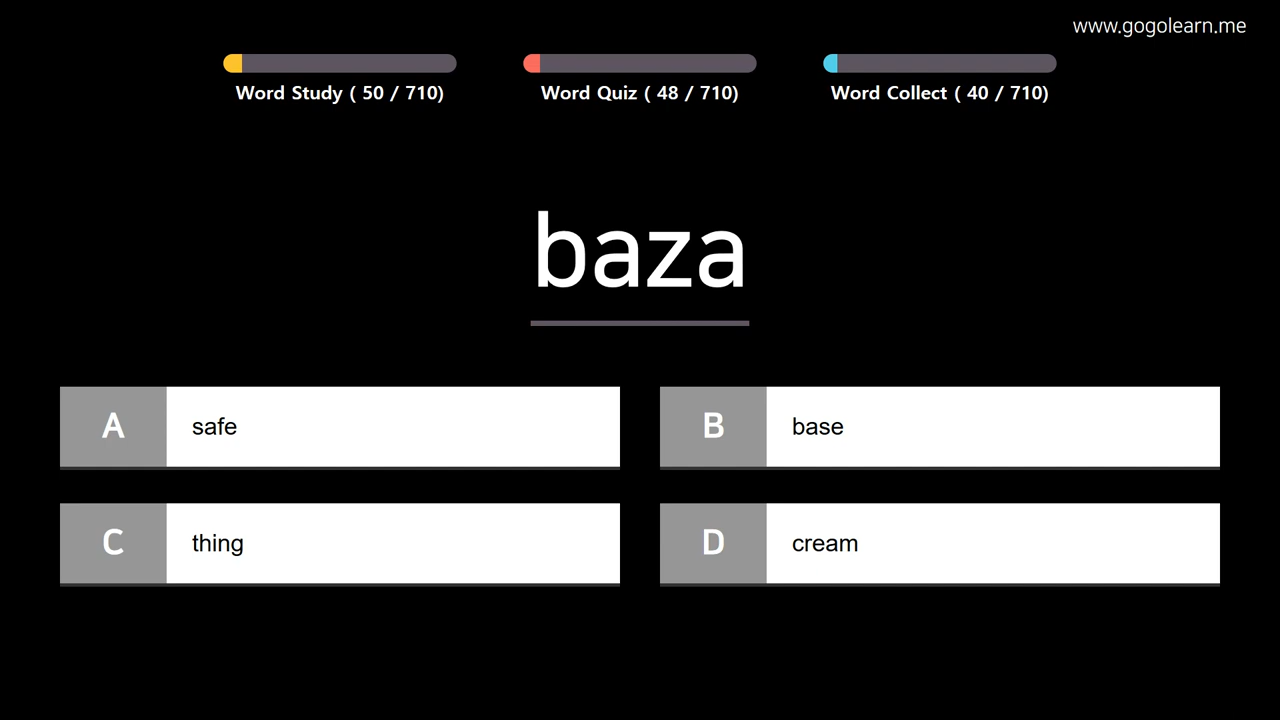 www.gogolearn.me
Word Study ( 50 / 710)
Word Quiz ( 48 / 710)
Word Collect ( 40 / 710)
baza
A safe
B base
C thing
D cream